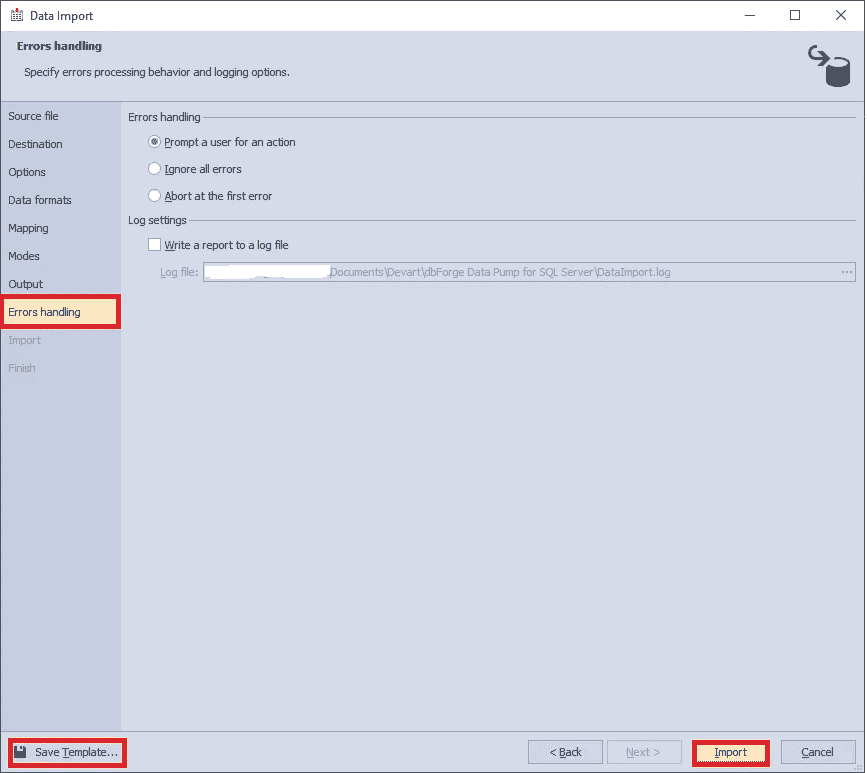 Data Import
Errors handling
Specify errors processing behavior and logging options.
Source file
Destination
Options
Data formats
Mapping
Modes
Output
Errors handling
Import
Finish
Errors handling
Prompt a user for an action
Ignore all errors
Abort at the first error
Log settings
Write a report to a log file
Log file: \Documents\Devart\dbForge Data Pump for SQL Server\DataImport.log ...
Save Template... < Back Next > Import Cancel